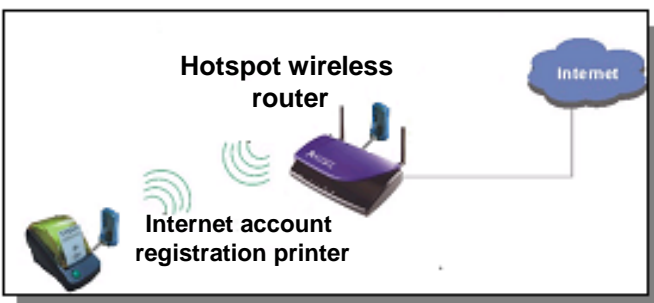 Hotspot wireless
router
Internet
Internet account
registration printer